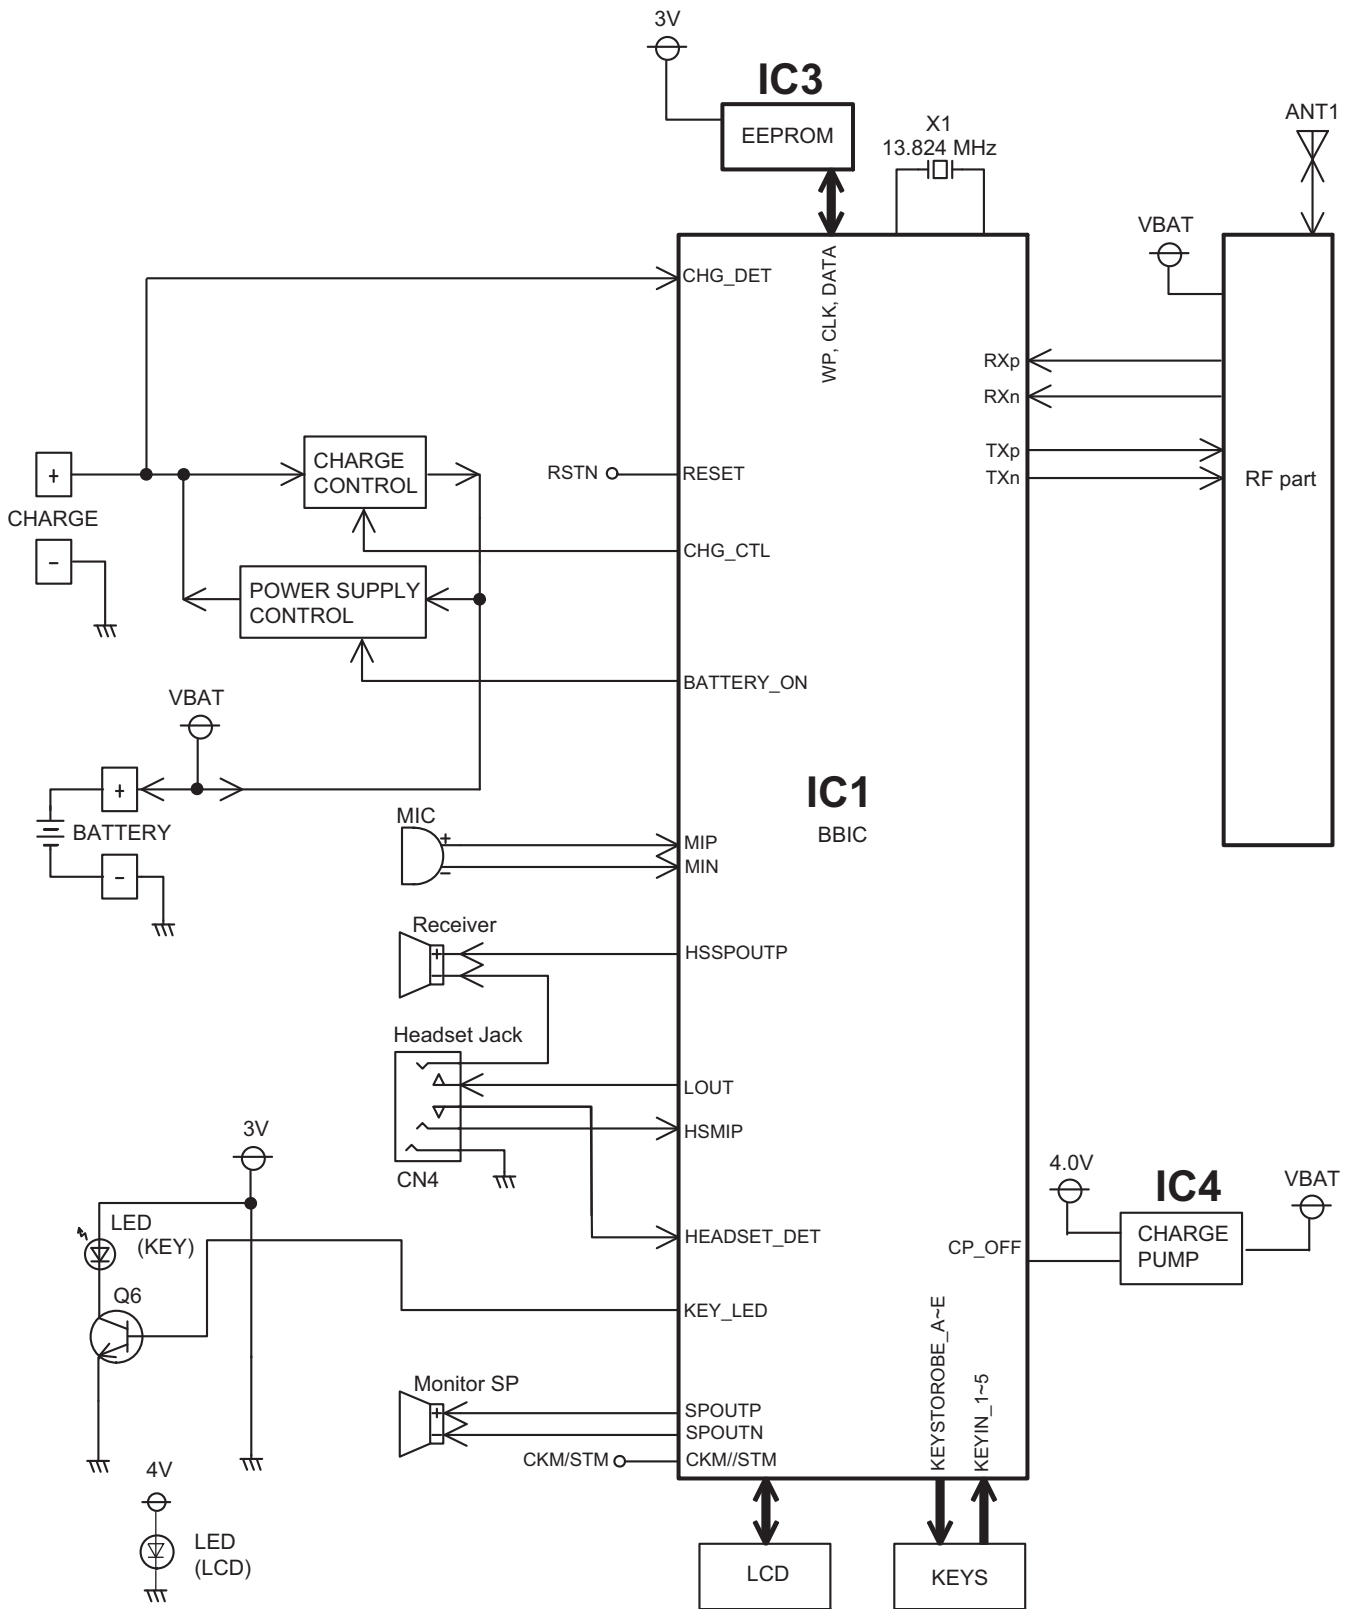 3V
IC3
EEPROM
X1
13.824 MHz
ANT1
VBAT
CHG_DET
WP, CLK, DATA
RXp
RXn
TXp
TXn
RF part
+
CHARGE
-
CHARGE
CONTROL
RSTN
RESET
CHG_CTL
POWER SUPPLY
CONTROL
BATTERY_ON
VBAT
+
BATTERY
-
IC1
BBIC
MIC
+
-
MIP
MIN
Receiver
+
-
HSSPOUTP
Headset Jack
LOUT
HSMIP
CN4
3V
LED
(KEY)
Q6
HEADSET_DET
KEY_LED
4.0V
IC4
VBAT
CP_OFF
CHARGE
PUMP
KEYSTOROBE_A~E
KEYIN_1~5
Monitor SP
+
-
SPOUTP
SPOUTN
CKM/STM
CKM//STM
4V
LED
(LCD)
LCD
KEYS